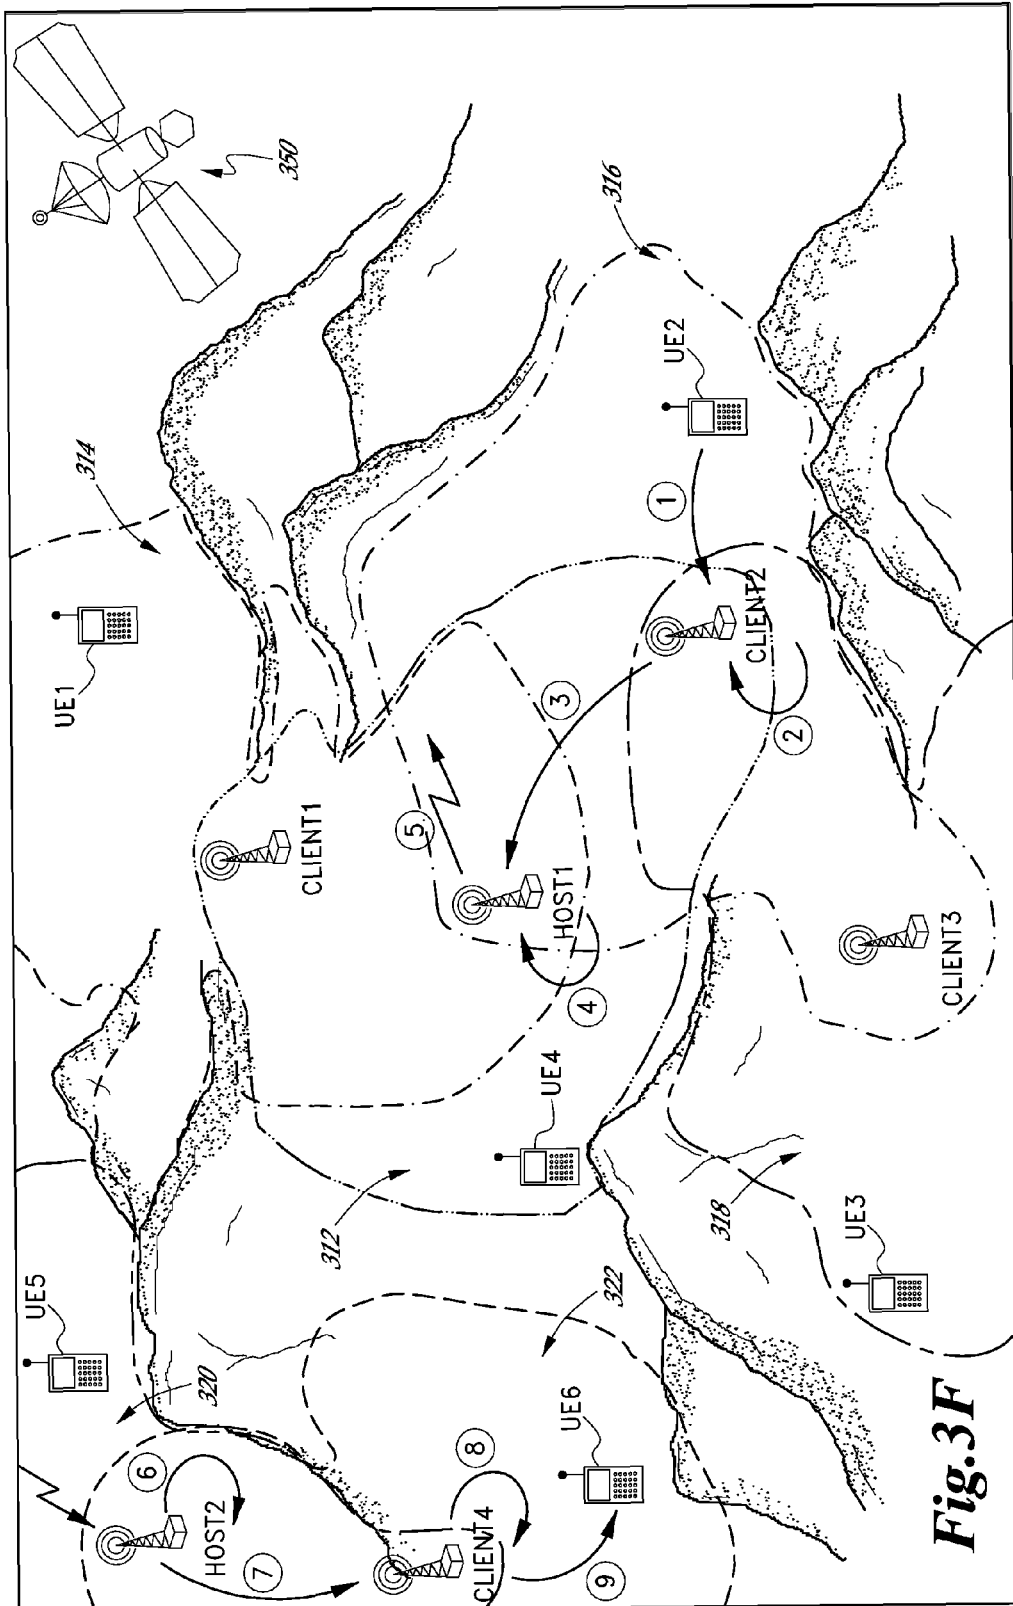 350
316
314
UE1
UE2
1
CLIENT2
2
3
CLIENT1
5
HOST1
4
CLIENT3
UE4
312
318
UE3
322
UE5
320
6
HOST2
7
8
CLIENT4
UE6
9
Fig.3F